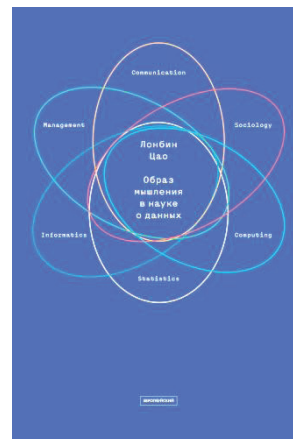 Communication
Management
Sociology
Лонбин
Цао
Образ
мышления
в науке
о данных
Informatics
Computing
Statistics